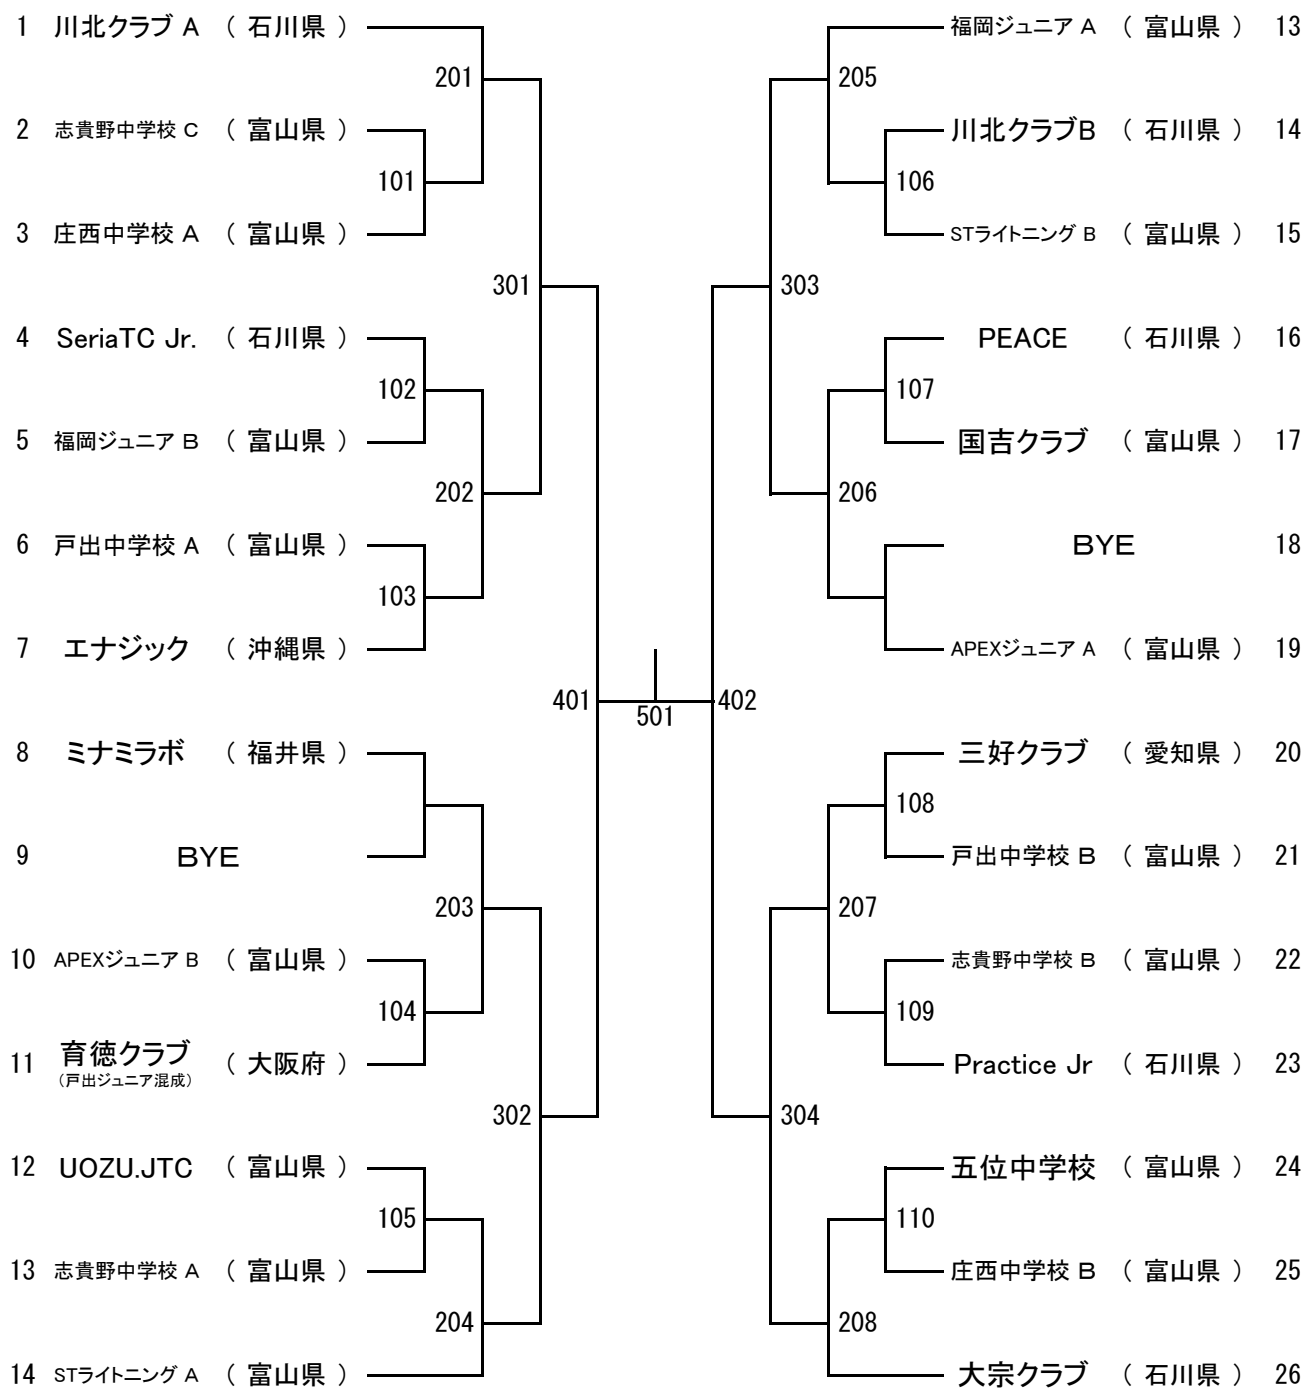 1 川北クラブ A （ 石川県 ）
201
2 志貴野中学校 C （ 富山県 ）
101
3 庄西中学校 A （ 富山県 ）
301
4 SeriaTC Jr. （ 石川県 ）
102
5 福岡ジュニア B （ 富山県 ）
202
6 戸出中学校 A （ 富山県 ）
103
7 エナジック （ 沖縄県 ）
401
8 ミナミラボ （ 福井県 ）
9 BYE
203
10 APEXジュニア B （ 富山県 ）
104
11 育徳クラブ （ 大阪府 ）
（戸出ジュニア混成）
302
12 UOZU.JTC （ 富山県 ）
105
13 志貴野中学校 A （ 富山県 ）
204
14 STライトニング A （ 富山県 ）
501
福岡ジュニア A （ 富山県 ） 13
205
川北クラブB （ 石川県 ） 14
106
STライトニング B （ 富山県 ） 15
303
PEACE （ 石川県 ） 16
107
国吉クラブ （ 富山県 ） 17
206
BYE 18
APEXジュニア A （ 富山県 ） 19
402
三好クラブ （ 愛知県 ） 20
108
戸出中学校 B （ 富山県 ） 21
207
志貴野中学校 B （ 富山県 ） 22
109
Practice Jr （ 石川県 ） 23
304
五位中学校 （ 富山県 ） 24
110
庄西中学校 B （ 富山県 ） 25
208
大宗クラブ （ 石川県 ） 26